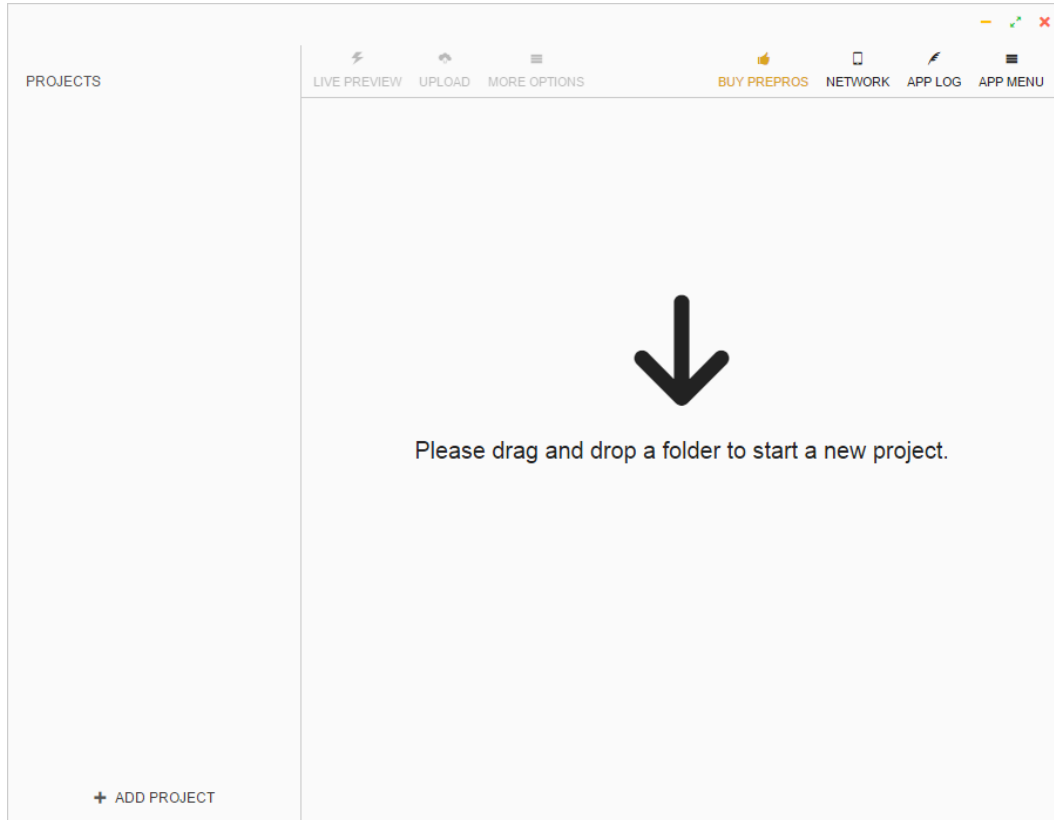 PROJECTS
LIVE PREVIEW UPLOAD MORE OPTIONS BUY PREPROS NETWORK APP LOG APP MENU
Please drag and drop a folder to start a new project.
ADD PROJECT